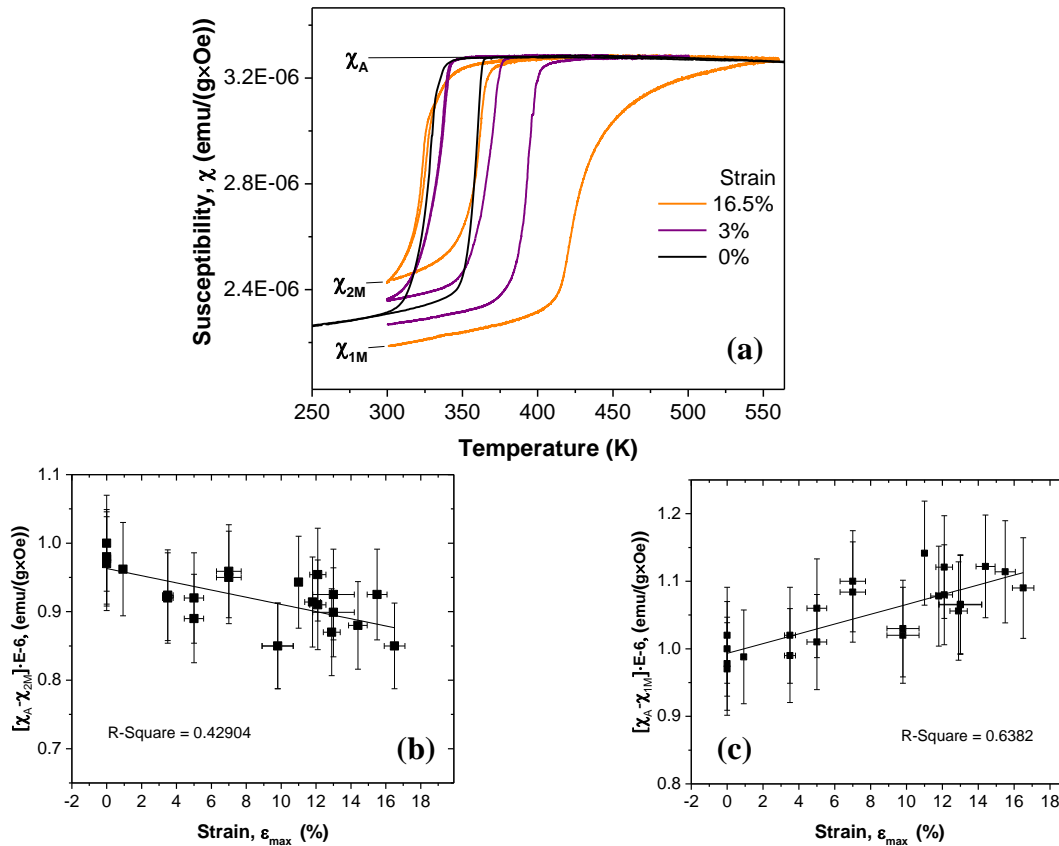 Susceptibility, χ (emu/(g×Oe)
3.2E-06
2.8E-06
2.4E-06
χA
χ2M
χ1M
Strain
16.5%
3%
0%
(a)
250 300 350 400 450 500 550
Temperature (K)
[χA-χ2M]·E-6, (emu/(g×Oe))
1.1
1.0
0.9
0.8
0.7
R-Square = 0.42904
(b)
-2 0 2 4 6 8 10 12 14 16 18
Strain, εmax (%)
[χA-χ1M]·E-6, (emu/(g×Oe))
1.2
1.1
1.0
0.9
0.8
R-Square = 0.6382
(c)
-2 0 2 4 6 8 10 12 14 16 18
Strain, εmax (%)